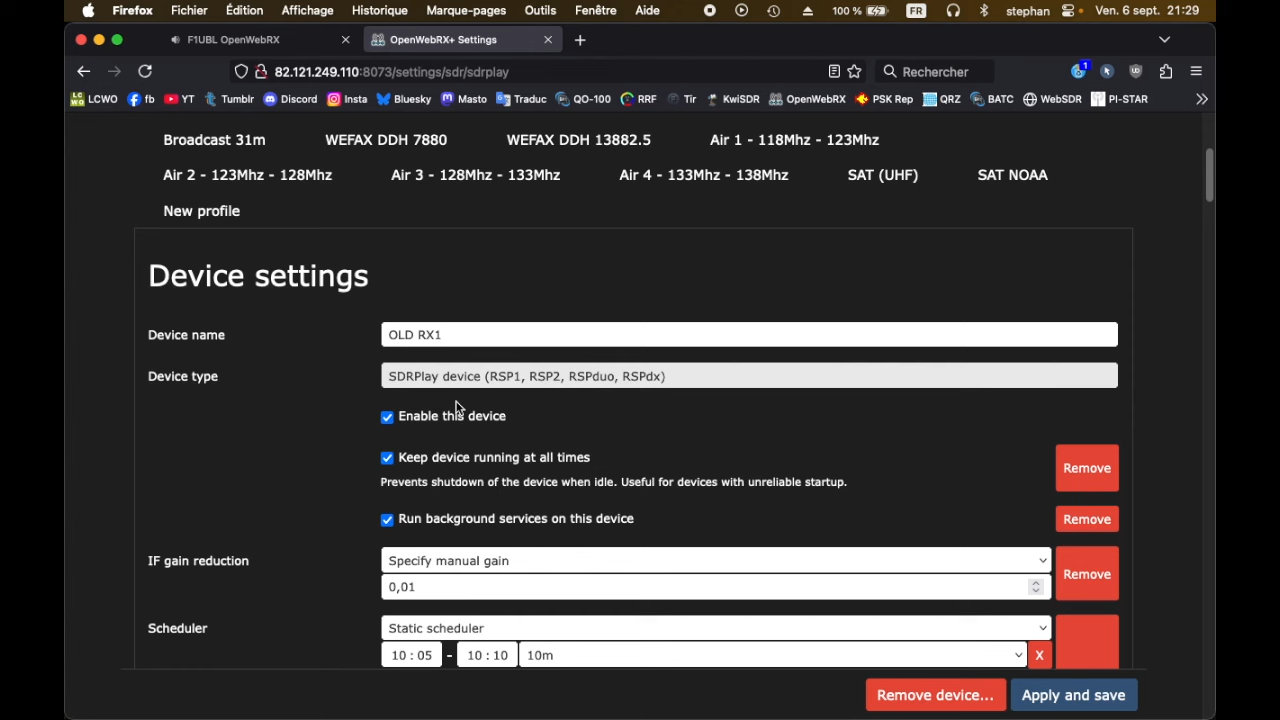 Firefox Fichier Édition Affichage Historique Marque-pages Outils Fenêtre Aide 100 % FR stephan Ven. 6 sept. 21:29
F1UBL OpenWebRX OpenWebRX+ Settings
82.121.249.110:8073/settings/sdr/sdrplay Rechercher 1
LCWO fb YT Tumblr Discord Insta Bluesky Masto Traduc QO-100 RRF Tir KwiSDR OpenWebRX PSK Rep QRZ BATC WebSDR PI-STAR
Broadcast 31m WEFAX DDH 7880 WEFAX DDH 13882.5 Air 1 - 118Mhz - 123Mhz
Air 2 - 123Mhz - 128Mhz Air 3 - 128Mhz - 133Mhz Air 4 - 133Mhz - 138Mhz SAT (UHF) SAT NOAA
New profile
Device settings
Device name OLD RX1
Device type SDRPlay device (RSP1, RSP2, RSPduo, RSPdx)
Enable this device
Keep device running at all times
Prevents shutdown of the device when idle. Useful for devices with unreliable startup.
Remove
Run background services on this device Remove
IF gain reduction Specify manual gain
0,01
Remove
Scheduler Static scheduler
10 : 05 - 10 : 10 10m X
Remove device... Apply and save